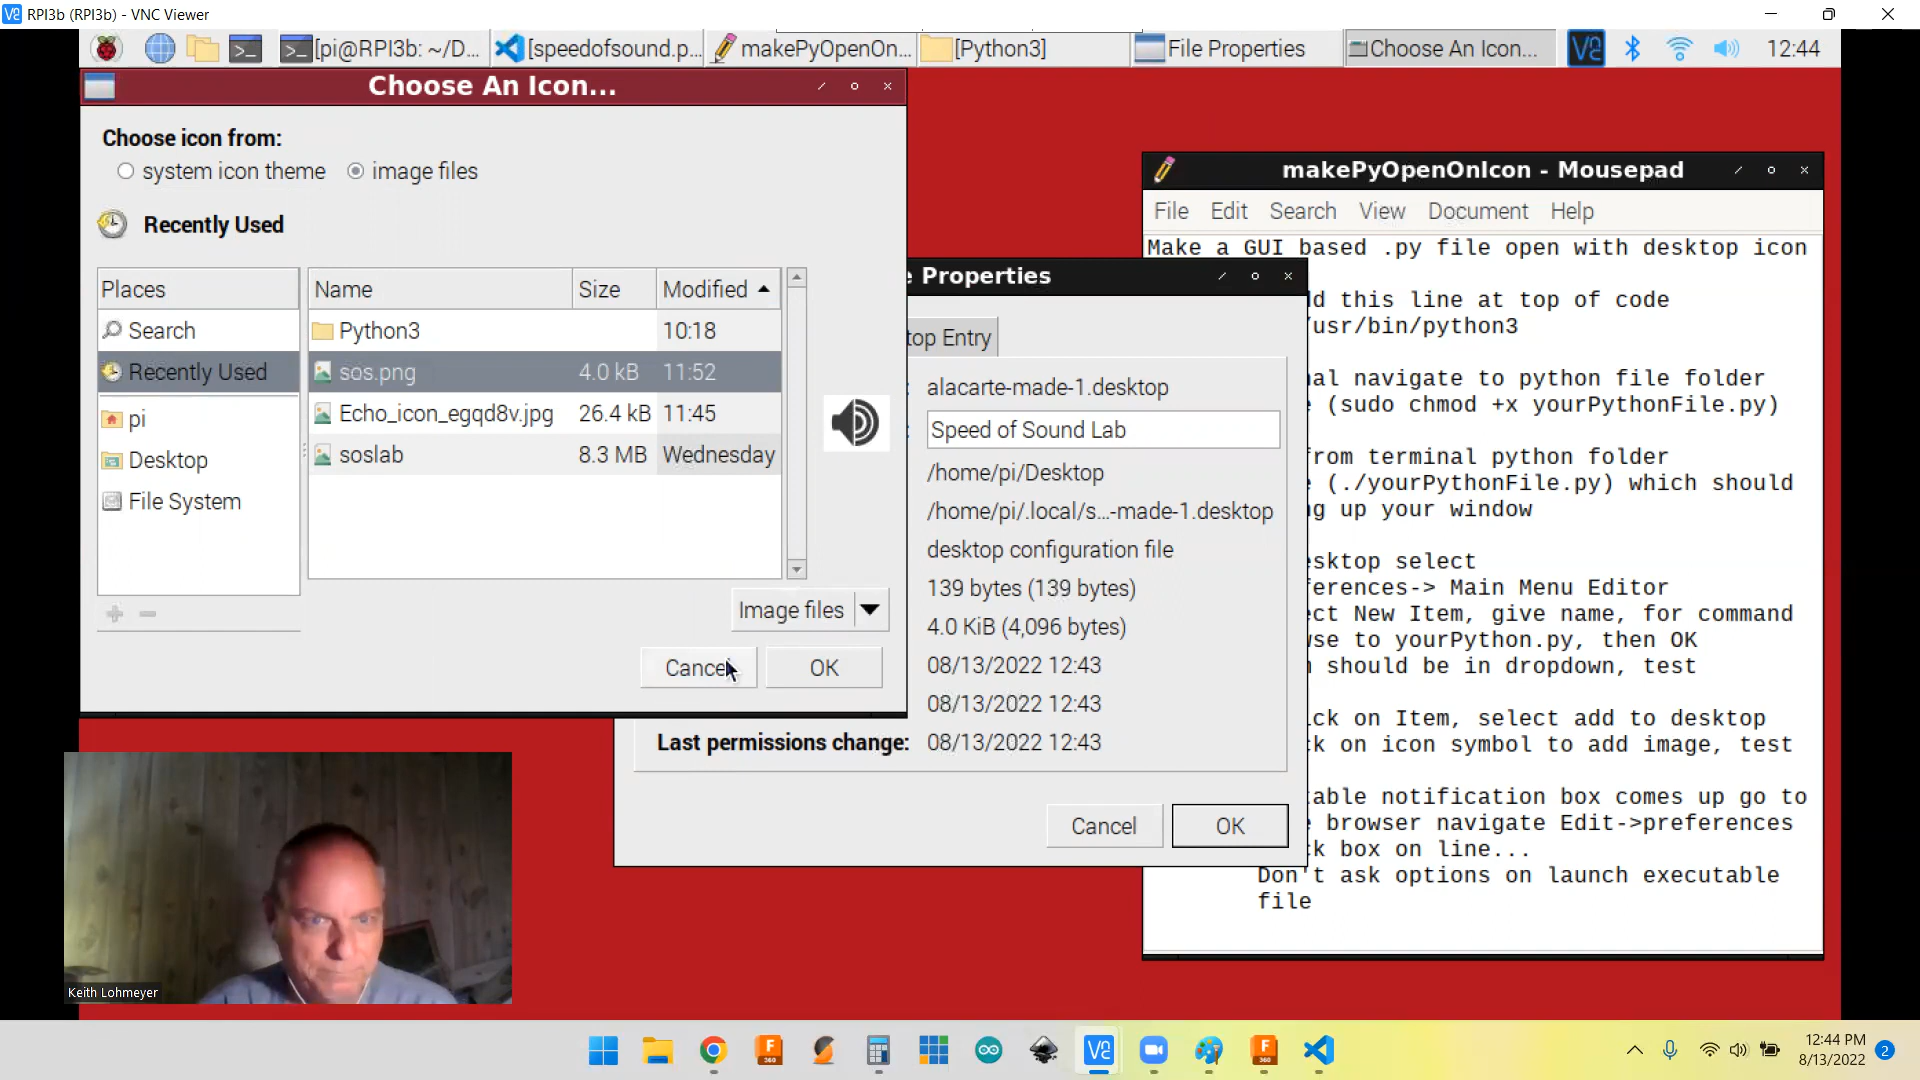 RPI3b (RPI3b) - VNC Viewer
[pi@RPI3b: ~/D...
[speedofsound.p...
makePyOpenOn...
[Python3]
File Properties
Choose An Icon...
12:44
Choose An Icon...
Choose icon from:
system icon theme
image files
Recently Used
Places
Name
Size
Modified
Search
Recently Used
pi
Desktop
File System
Python3
10:18
sos.png
4.0 kB
11:52
Echo_icon_egqd8v.jpg
26.4 kB
11:45
soslab
8.3 MB
Wednesday
Image files
Cancel
OK
e Properties
top Entry
alacarte-made-1.desktop
Speed of Sound Lab
/home/pi/Desktop
/home/pi/.local/s...-made-1.desktop
desktop configuration file
139 bytes (139 bytes)
4.0 KiB (4,096 bytes)
08/13/2022 12:43
08/13/2022 12:43
Last permissions change: 08/13/2022 12:43
Cancel
OK
makePyOpenOnIcon - Mousepad
File Edit Search View Document Help
Make a GUI based .py file open with desktop icon
d this line at top of code
/usr/bin/python3
al navigate to python file folder
(sudo chmod +x yourPythonFile.py)
from terminal python folder
(./yourPythonFile.py) which should
g up your window
sktop select
ferences-> Main Menu Editor
ct New Item, give name, for command
wse to yourPython.py, then OK
n should be in dropdown, test
ick on Item, select add to desktop
k on icon symbol to add image, test
table notification box comes up go to
e browser navigate Edit->preferences
k box on line...
Don't ask options on launch executable
file
Keith Lohmeyer
12:44 PM
8/13/2022
2